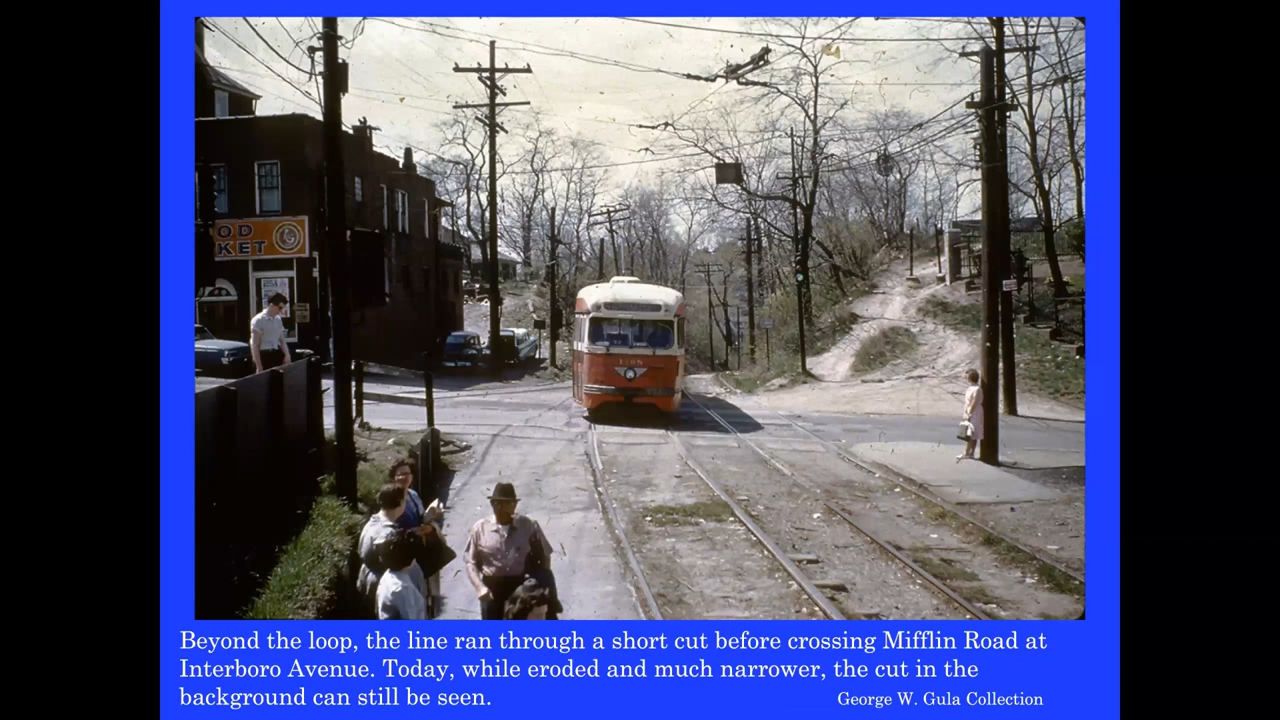 OD
KET
Beyond the loop, the line ran through a short cut before crossing Mifflin Road at
Interboro Avenue. Today, while eroded and much narrower, the cut in the
background can still be seen.
George W. Gula Collection